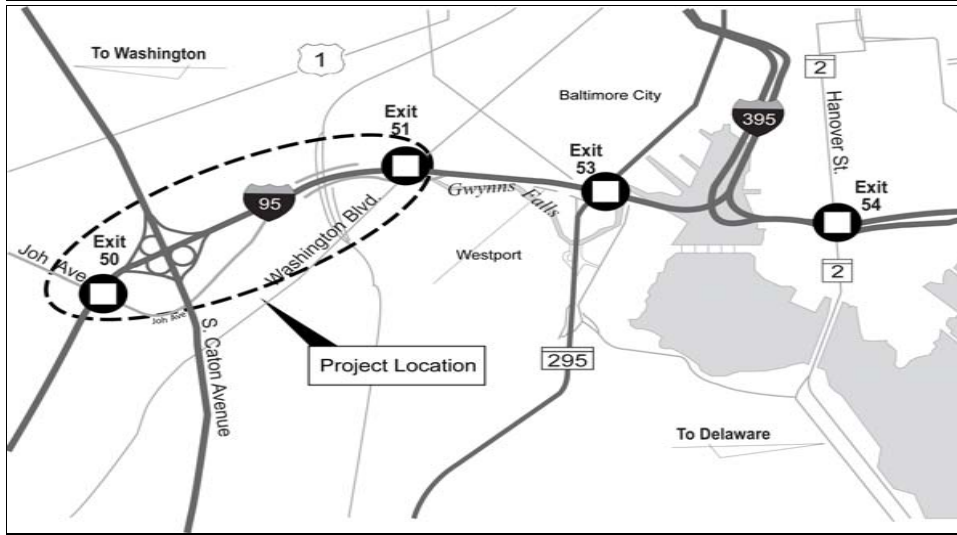 To Washington
1
2
Baltimore City
395
Hanover St.
Exit
51
Exit
53
Exit
54
95
Gwynns Falls
Washington Blvd.
Exit
50
Joh Ave
Westport
2
Joh Ave
S. Caton Avenue
Project Location
295
To Delaware